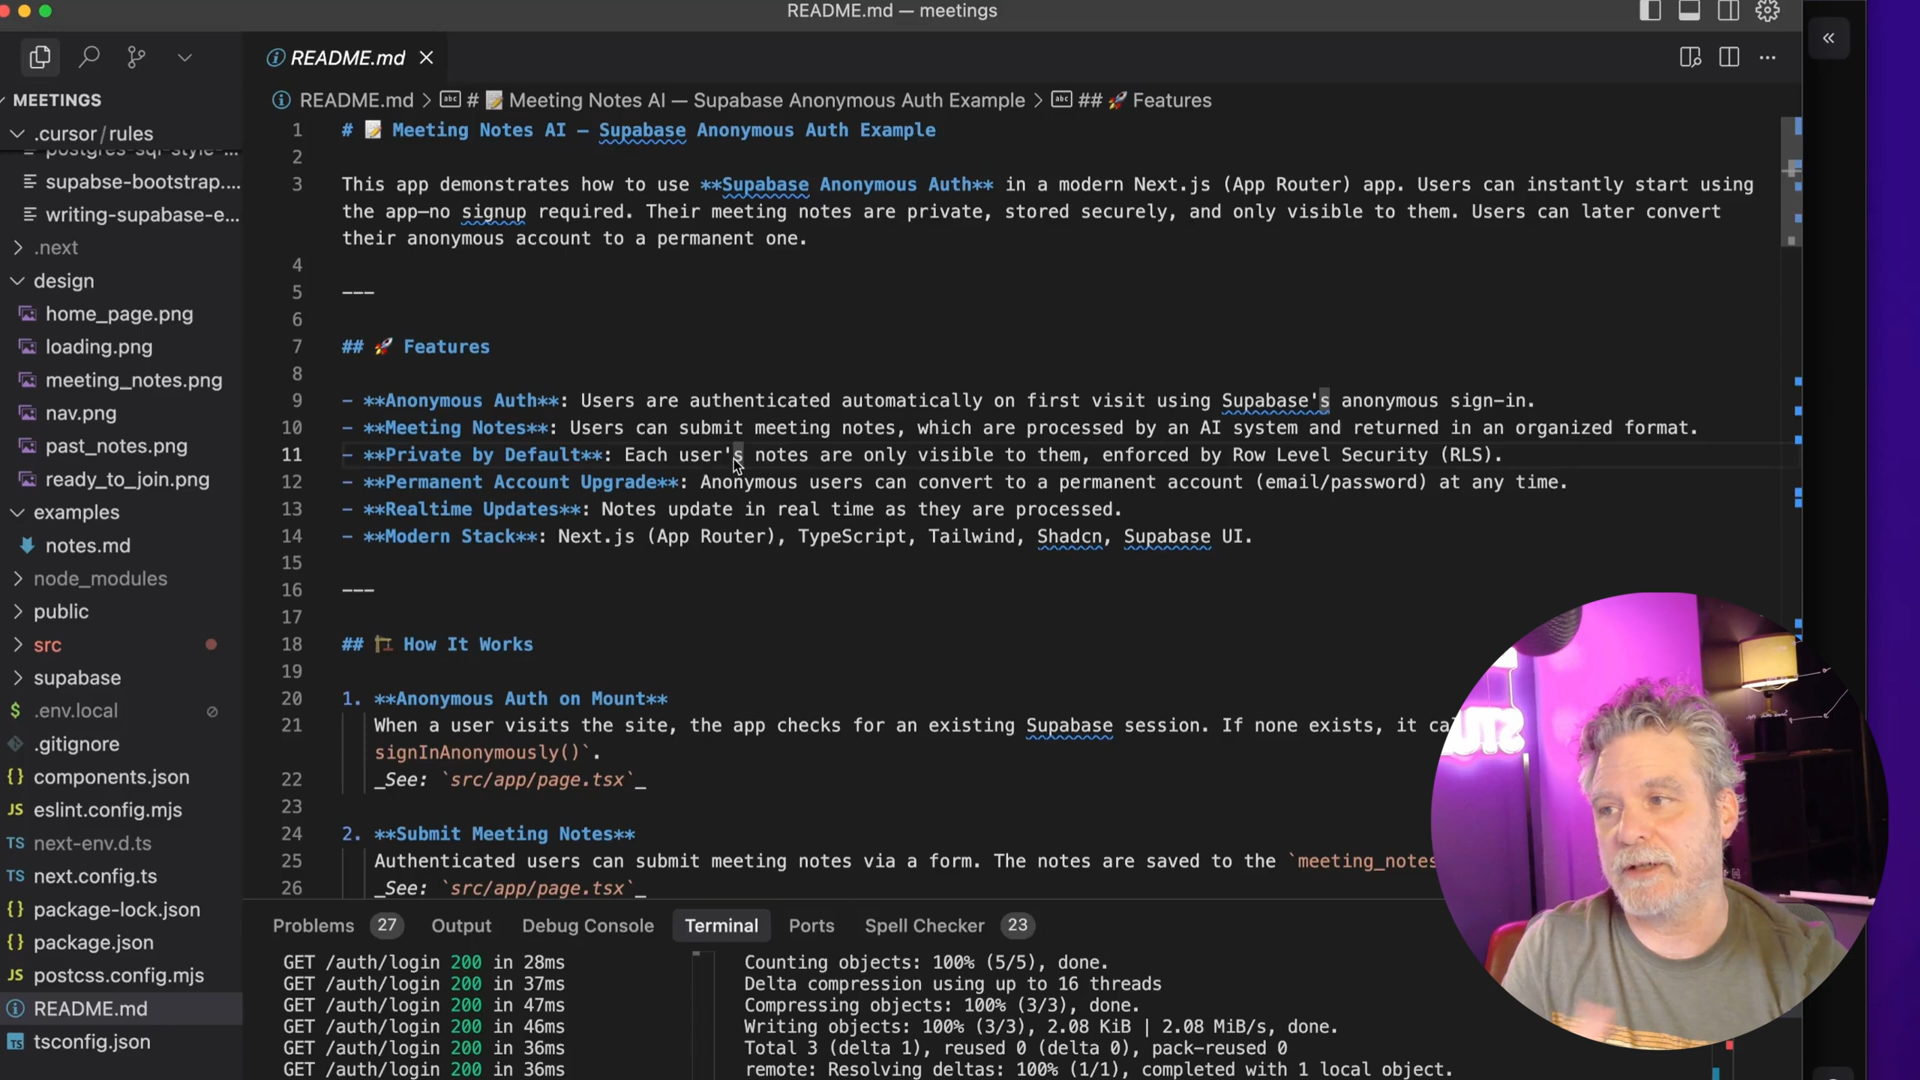 README.md — meetings
README.md
MEETINGS
README.md > # 📝 Meeting Notes AI — Supabase Anonymous Auth Example > ## 🚀 Features
.cursor/rules
postgres-sql-style-...
supabse-bootstrap....
writing-supabase-e...
.next
design
home_page.png
loading.png
meeting_notes.png
nav.png
past_notes.png
ready_to_join.png
examples
notes.md
node_modules
public
src
supabase
$ .env.local
.gitignore
{} components.json
JS eslint.config.mjs
TS next-env.d.ts
TS next.config.ts
{} package-lock.json
{} package.json
JS postcss.config.mjs
README.md
TS tsconfig.json
1 # 📝 Meeting Notes AI — Supabase Anonymous Auth Example
2
3 This app demonstrates how to use **Supabase Anonymous Auth** in a modern Next.js (App Router) app. Users can instantly start using
the app—no signup required. Their meeting notes are private, stored securely, and only visible to them. Users can later convert
their anonymous account to a permanent one.
4
5 ---
6
7 ## 🚀 Features
8
9 - **Anonymous Auth**: Users are authenticated automatically on first visit using Supabase's anonymous sign-in.
10 - **Meeting Notes**: Users can submit meeting notes, which are processed by an AI system and returned in an organized format.
11 - **Private by Default**: Each user's notes are only visible to them, enforced by Row Level Security (RLS).
12 - **Permanent Account Upgrade**: Anonymous users can convert to a permanent account (email/password) at any time.
13 - **Realtime Updates**: Notes update in real time as they are processed.
14 - **Modern Stack**: Next.js (App Router), TypeScript, Tailwind, Shadcn, Supabase UI.
15
16 ---
17
18 ## 🏗️ How It Works
19
20 1. **Anonymous Auth on Mount**
21 When a user visits the site, the app checks for an existing Supabase session. If none exists, it
signInAnonymously()`.
22 _See: `src/app/page.tsx`_
23
24 2. **Submit Meeting Notes**
25 Authenticated users can submit meeting notes via a form. The notes are saved to the `meeting_notes
26 _See: `src/app/page.tsx`_
Problems 27 Output Debug Console Terminal Ports Spell Checker 23
GET /auth/login 200 in 28ms
GET /auth/login 200 in 37ms
GET /auth/login 200 in 47ms
GET /auth/login 200 in 46ms
GET /auth/login 200 in 36ms
GET /auth/login 200 in 36ms
Counting objects: 100% (5/5), done.
Delta compression using up to 16 threads
Compressing objects: 100% (3/3), done.
Writing objects: 100% (3/3), 2.08 KiB | 2.08 MiB/s, done.
Total 3 (delta 1), reused 0 (delta 0), pack-reused 0
remote: Resolving deltas: 100% (1/1), completed with 1 local object.